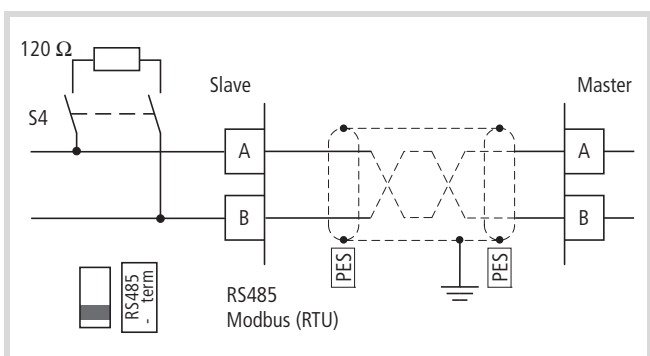 120 Ω
Slave
Master
S4
A
A
B
B
PES
PES
RS485
- term
RS485
Modbus (RTU)